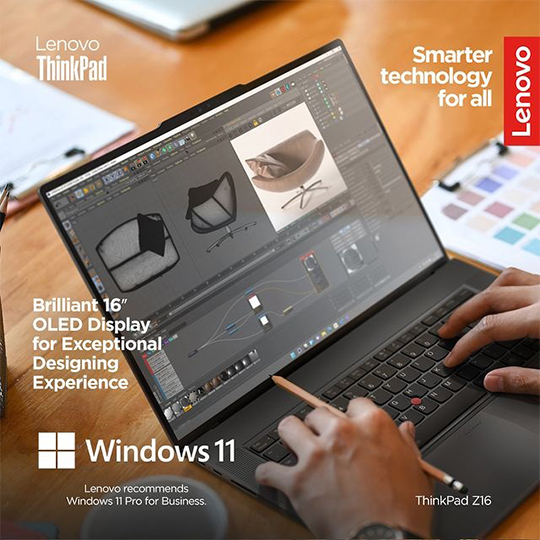 Lenovo
ThinkPad
Smarter
technology
for all
Lenovo
Brilliant 16"
OLED Display
for Exceptional
Designing
Experience
Windows 11
Lenovo recommends
Windows 11 Pro for Business.
ThinkPad Z16